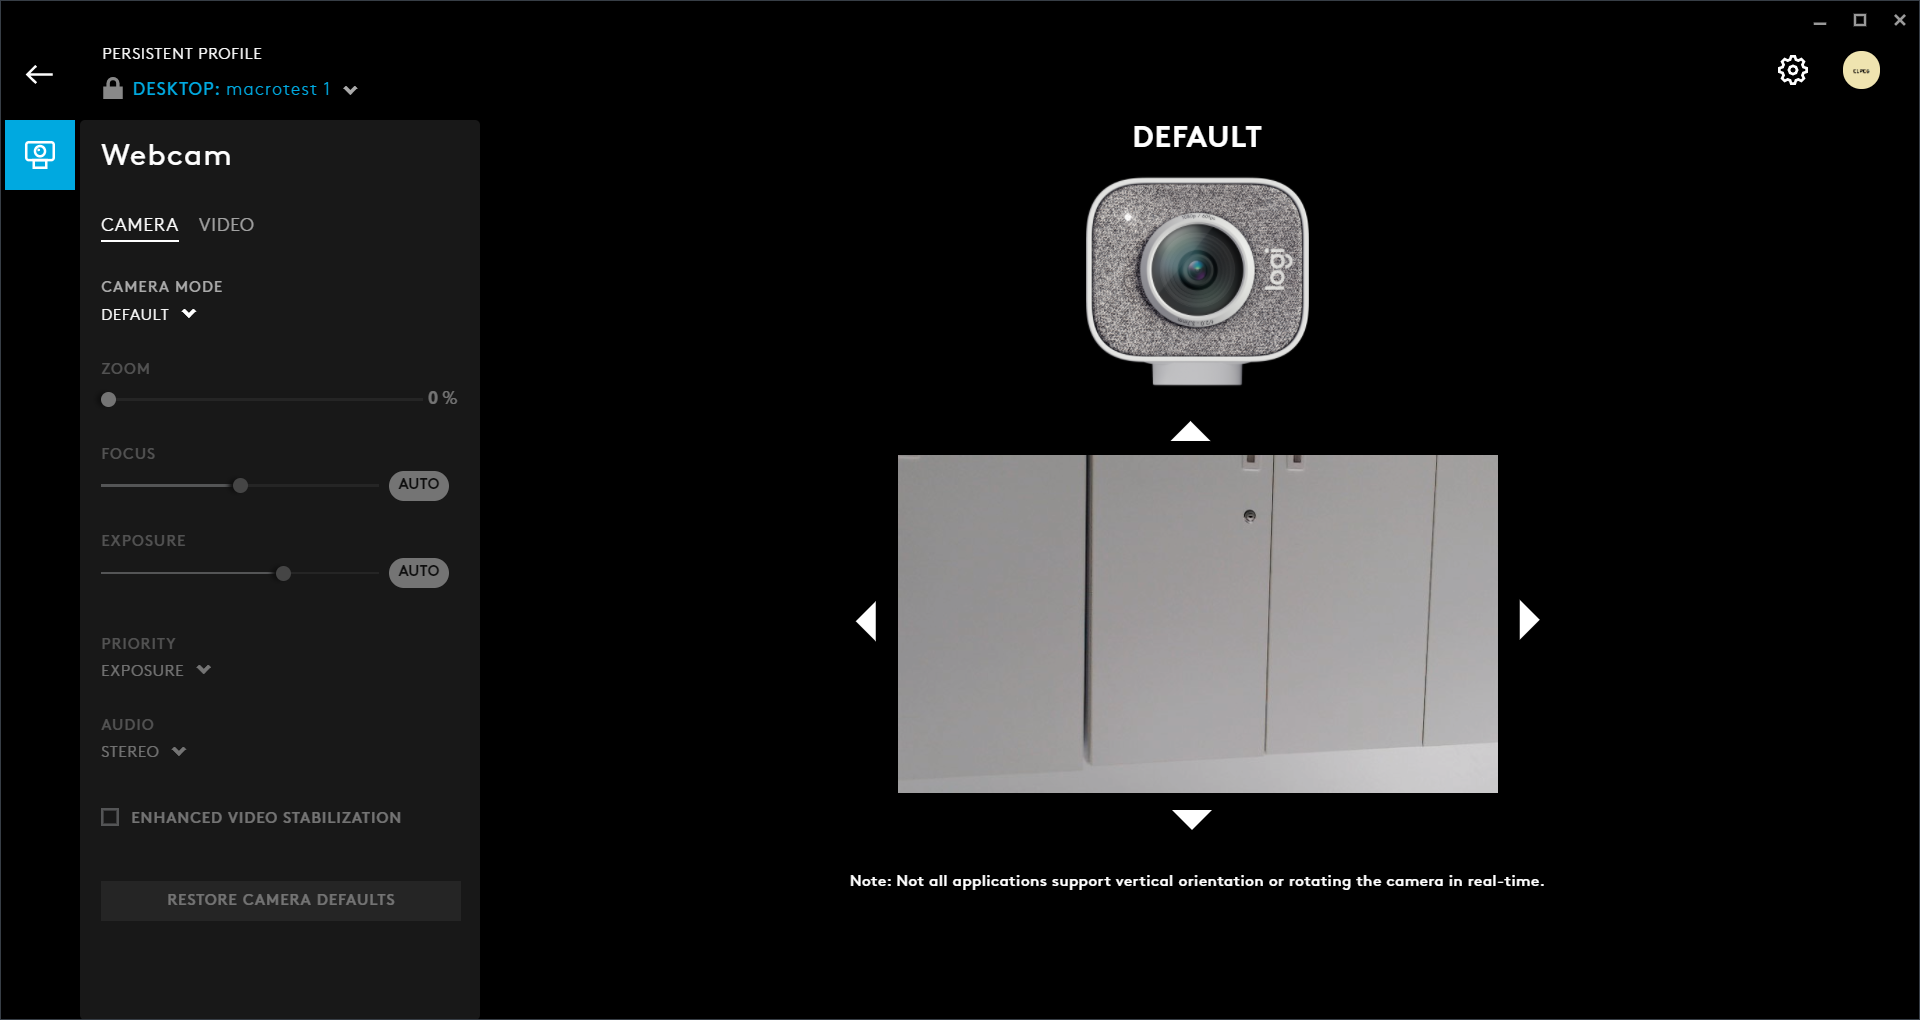 PERSISTENT PROFILE
DESKTOP: macrotest 1
Webcam
CAMERA VIDEO
CAMERA MODE
DEFAULT
ZOOM
0 %
FOCUS
AUTO
EXPOSURE
AUTO
PRIORITY
EXPOSURE
AUDIO
STEREO
ENHANCED VIDEO STABILIZATION
RESTORE CAMERA DEFAULTS
DEFAULT
logi
Note: Not all applications support vertical orientation or rotating the camera in real-time.